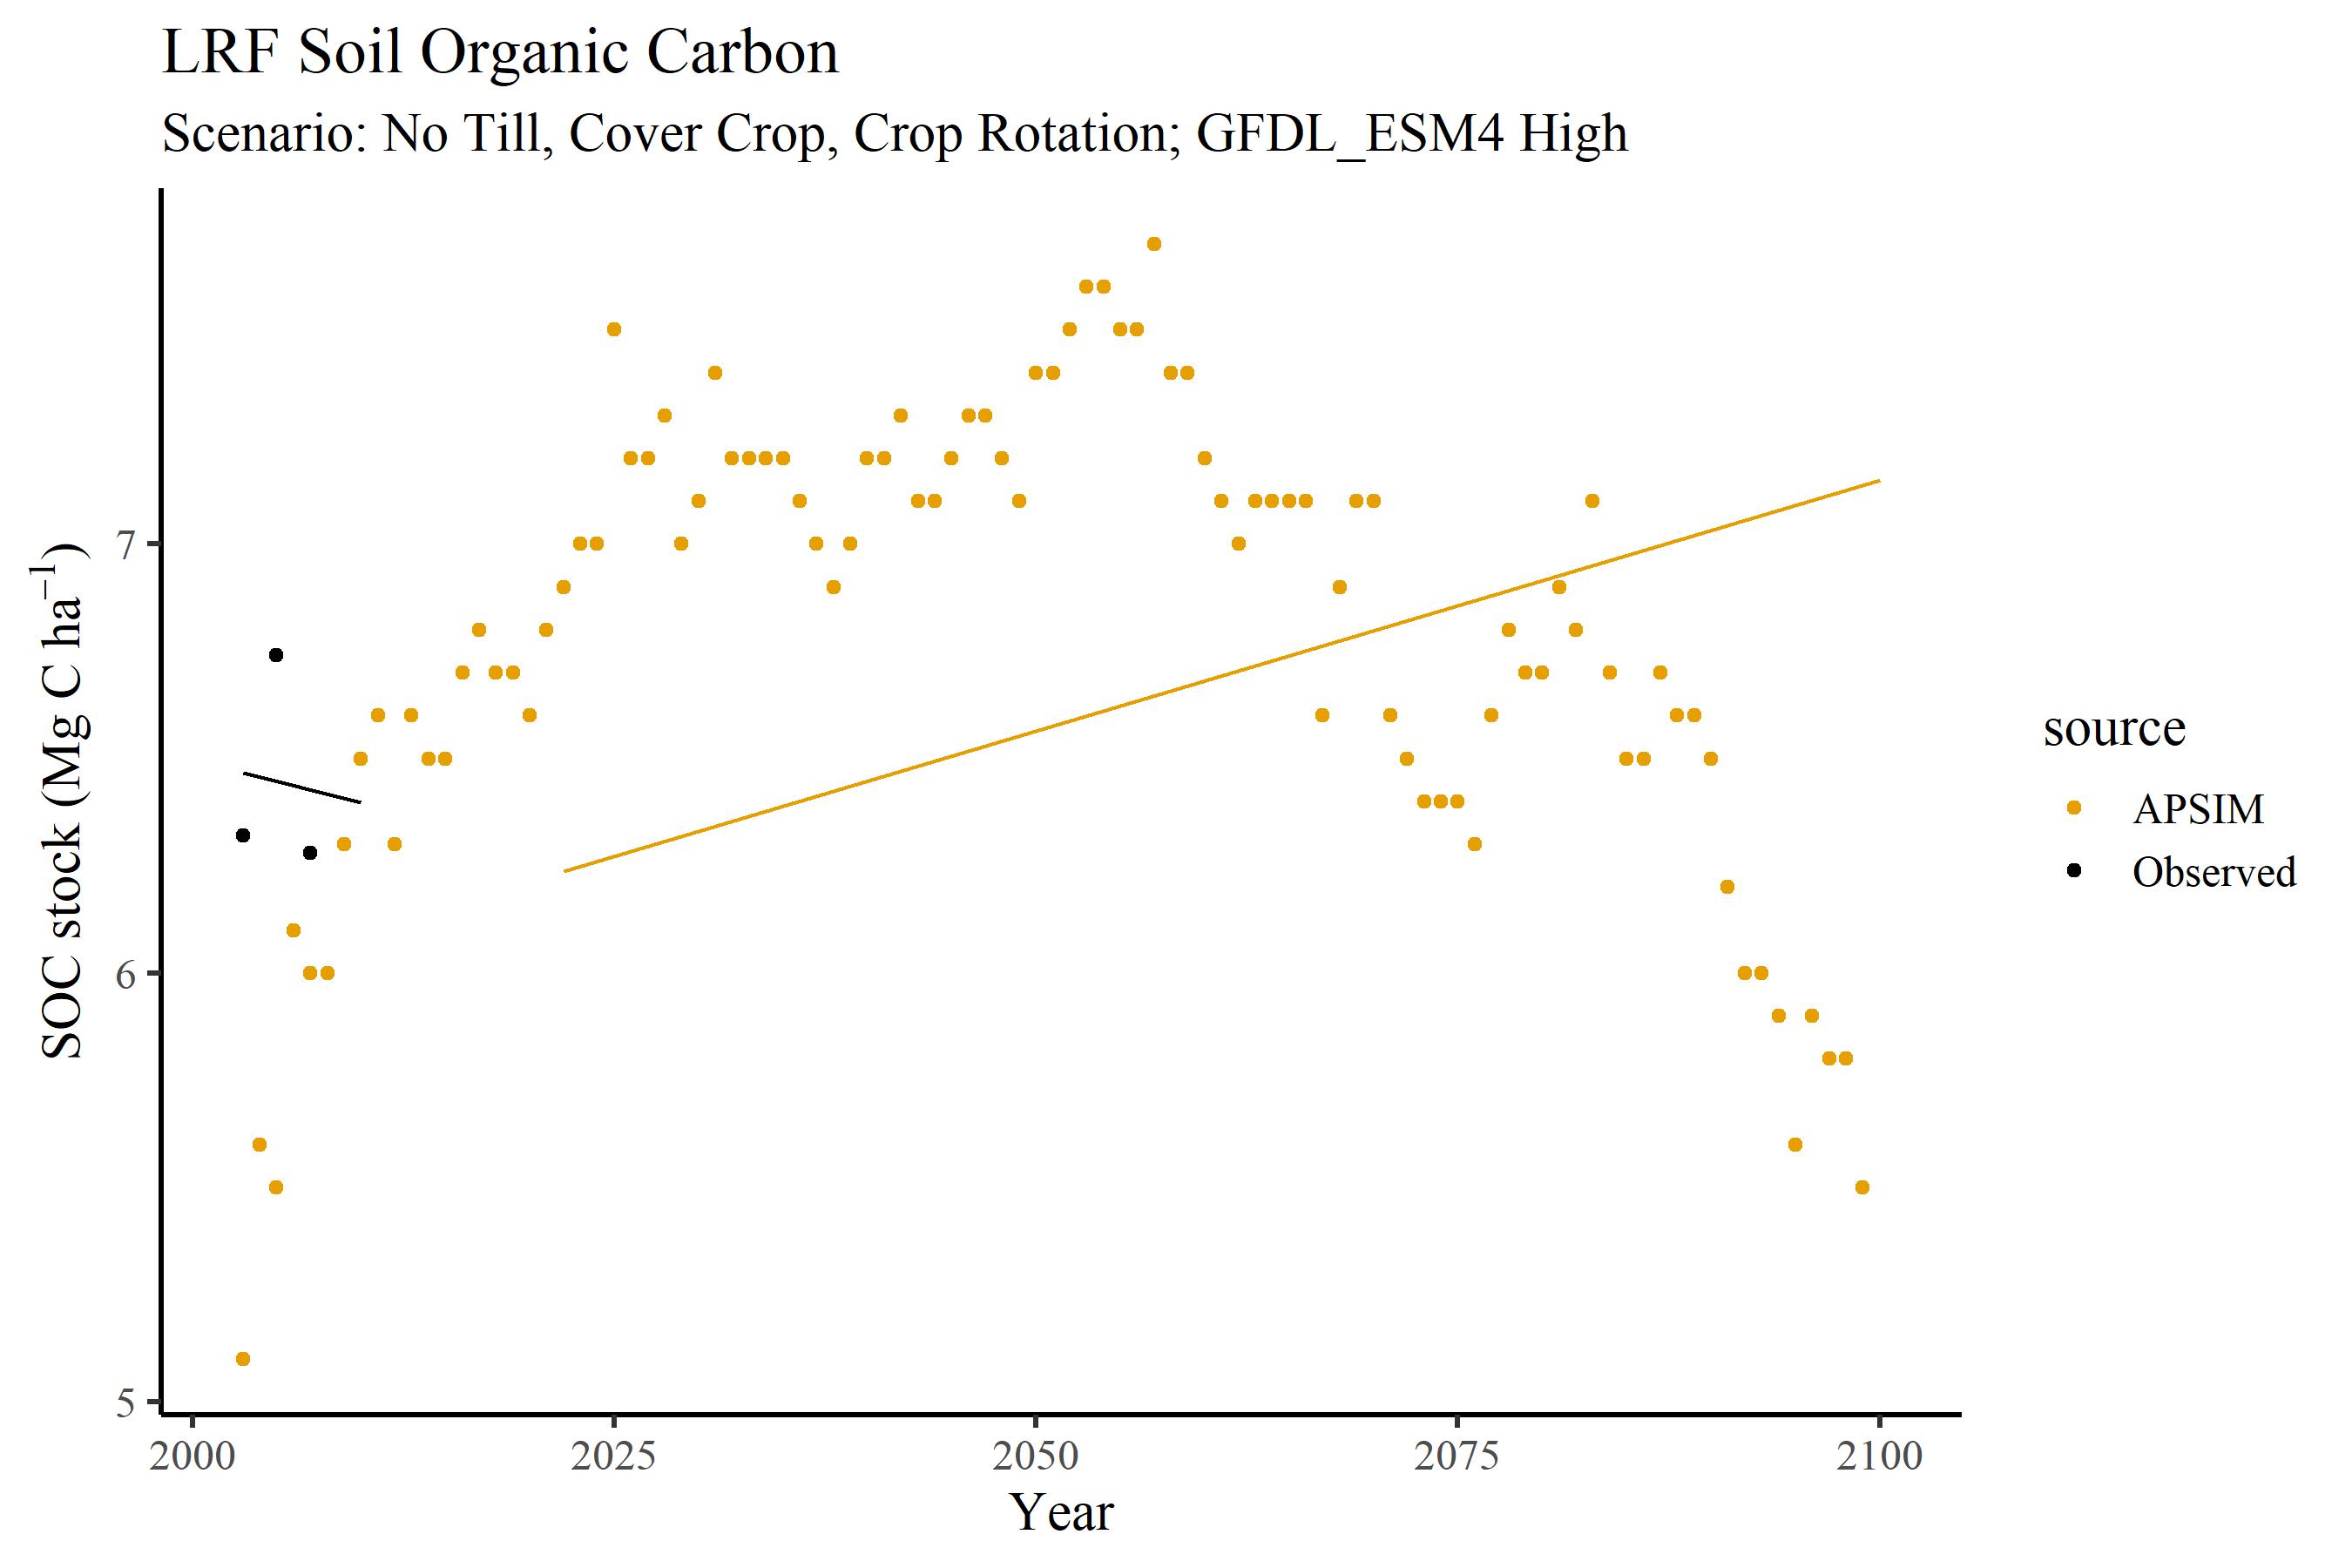 LRF Soil Organic Carbon
Scenario: No Till, Cover Crop, Crop Rotation; GFDL_ESM4 High
SOC stock (Mg C ha⁻¹)
7
6
5
2000 2025 2050 2075 2100
Year
source
APSIM
Observed